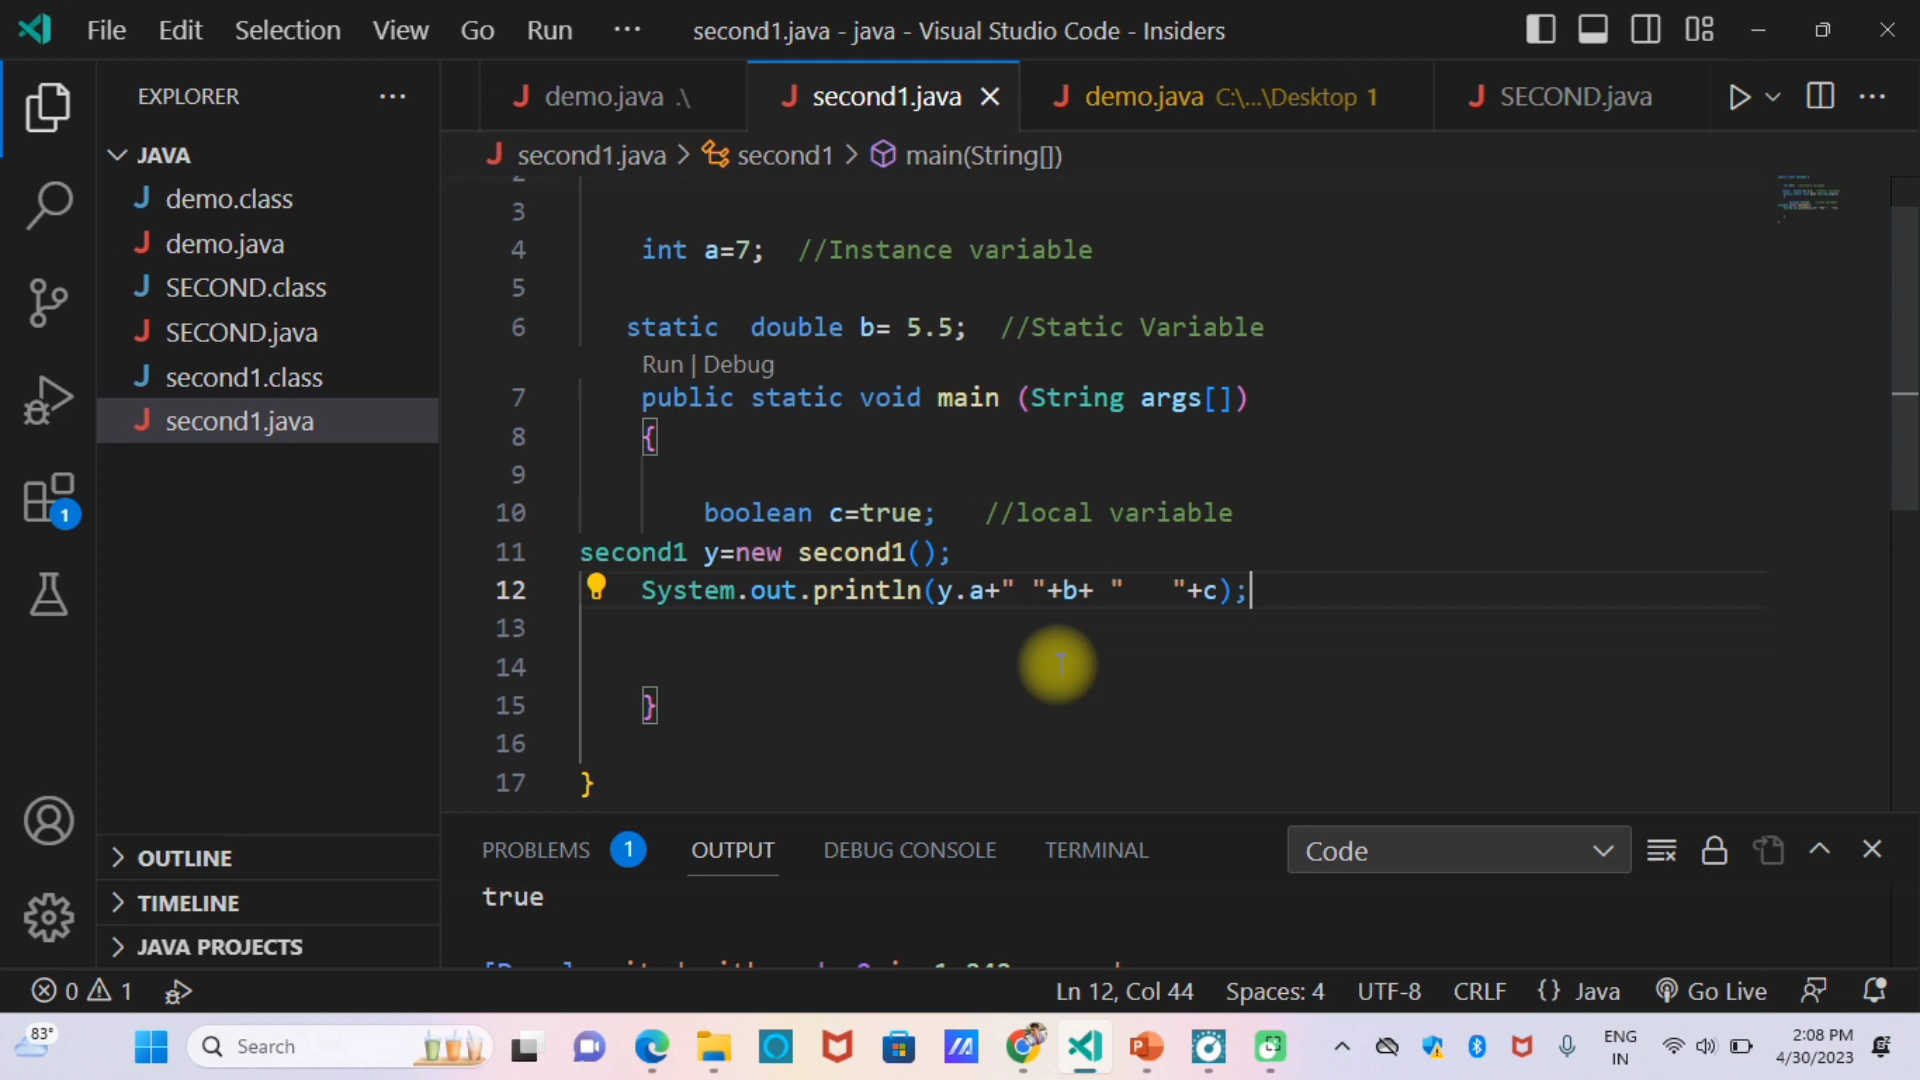 File Edit Selection View Go Run ··· second1.java - java - Visual Studio Code - Insiders
EXPLORER ···
JAVA
demo.class
demo.java
SECOND.class
SECOND.java
second1.class
second1.java
OUTLINE
TIMELINE
JAVA PROJECTS
1
demo.java .\ second1.java demo.java C:\...\Desktop 1 SECOND.java
second1.java > second1 > main(String[])
3
4 int a=7; //Instance variable
5
6 static double b= 5.5; //Static Variable
Run | Debug
7 public static void main (String args[])
8 {
9
10 boolean c=true; //local variable
11 second1 y=new second1();
12 System.out.println(y.a+" "+b+ "   "+c);
13
14
15 }
16
17 }
PROBLEMS 1 OUTPUT DEBUG CONSOLE TERMINAL Code
true
0 1 Ln 12, Col 44 Spaces: 4 UTF-8 CRLF {} Java Go Live
83° Search ENG IN 2:08 PM 4/30/2023